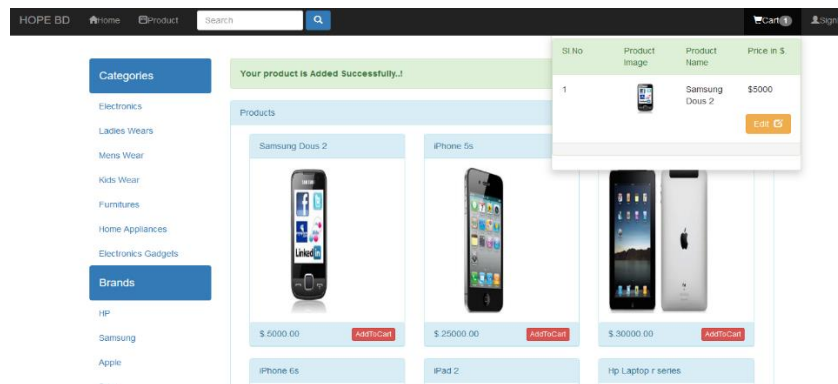 HOPE BD Home Product Search Cart 1 Sign
Categories
Electronics
Ladies Wears
Mens Wear
Kids Wear
Furnitures
Home Appliances
Electronics Gadgets
Brands
HP
Samsung
Apple
Your product is Added Successfully..!
Products
Samsung Dous 2
Linked in
$.5000.00 AddToCart
iPhone 5s
$.25000.00 AddToCart
$.30000.00 AddToCart
iPhone 6s
iPad 2
Hp Laptop r series
Sl.No Product Image Product Name Price in $.
1 Samsung Dous 2 $5000
Edit